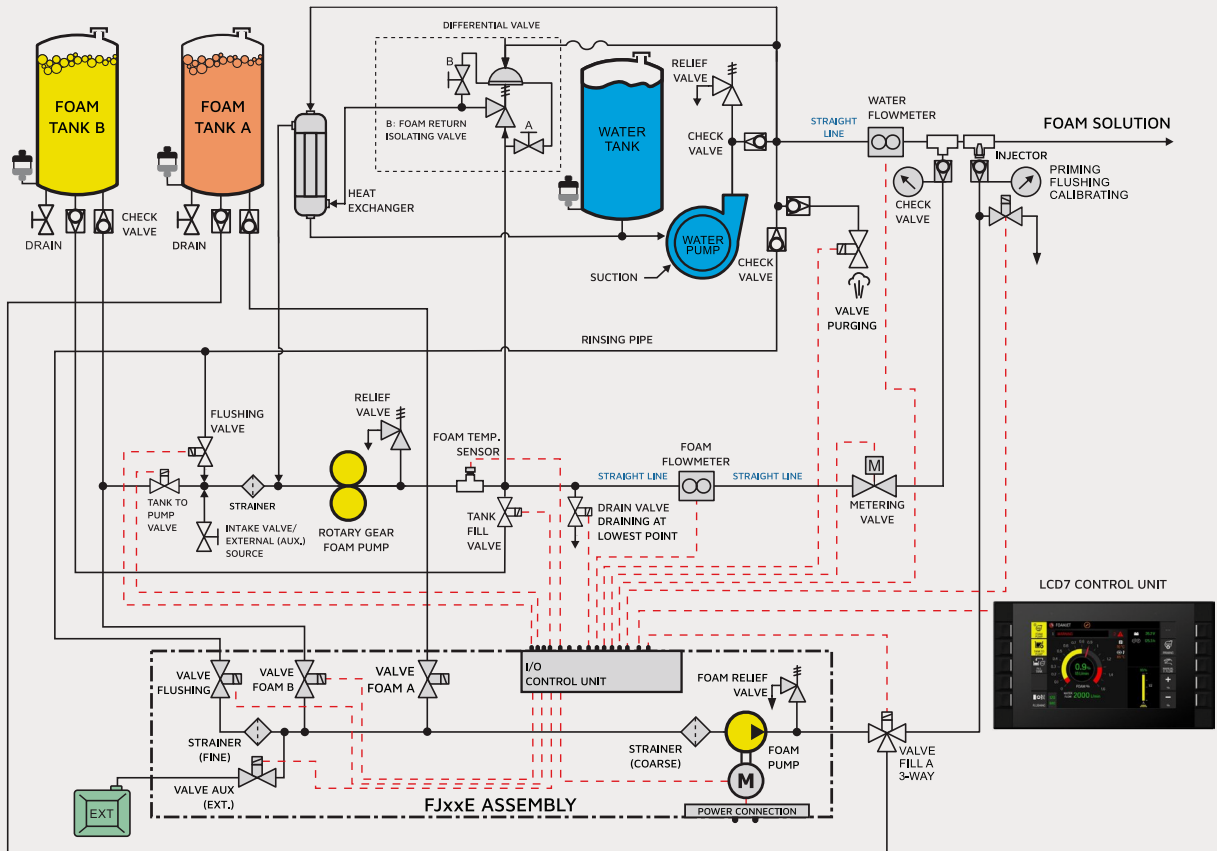 DIFFERENTIAL VALVE
B
A
B: FOAM RETURN
ISOLATING VALVE
FOAM
TANK B
FOAM
TANK A
WATER
TANK
RELIEF
VALVE
WATER
FLOWMETER
STRAIGHT
LINE
FOAM SOLUTION
CHECK
VALVE
INJECTOR
PRIMING
FLUSHING
CALIBRATING
CHECK
VALVE
HEAT
EXCHANGER
DRAIN
CHECK
VALVE
DRAIN
WATER
PUMP
SUCTION
CHECK
VALVE
VALVE
PURGING
RINSING PIPE
FLUSHING
VALVE
RELIEF
VALVE
FOAM TEMP.
SENSOR
FOAM
FLOWMETER
STRAIGHT LINE
STRAIGHT LINE
M
TANK TO
PUMP
VALVE
STRAINER
INTAKE VALVE/
EXTERNAL (AUX.)
SOURCE
ROTARY GEAR
FOAM PUMP
TANK
FILL
VALVE
DRAIN VALVE
DRAINING AT
LOWEST POINT
METERING
VALVE
LCD7 CONTROL UNIT
FOAMJET
0.9%
FOAM %
2000
VALVE
FLUSHING
VALVE
FOAM B
VALVE
FOAM A
I/O
CONTROL UNIT
FOAM RELIEF
VALVE
STRAINER
(FINE)
STRAINER
(COARSE)
FOAM
PUMP
VALVE
FILL A
3-WAY
VALVE AUX
(EXT.)
M
EXT
FJxxE ASSEMBLY
POWER CONNECTION